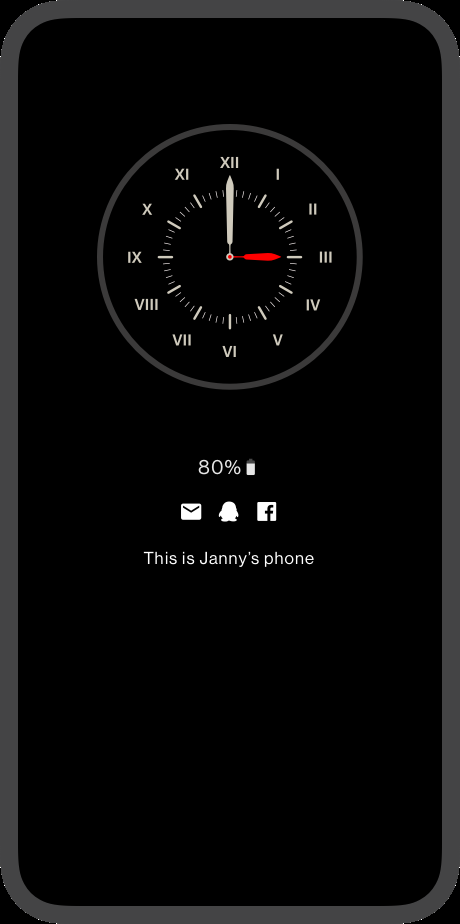 XII
XI I
X II
IX III
VIII IV
VII V
VI
80%
This is Janny's phone